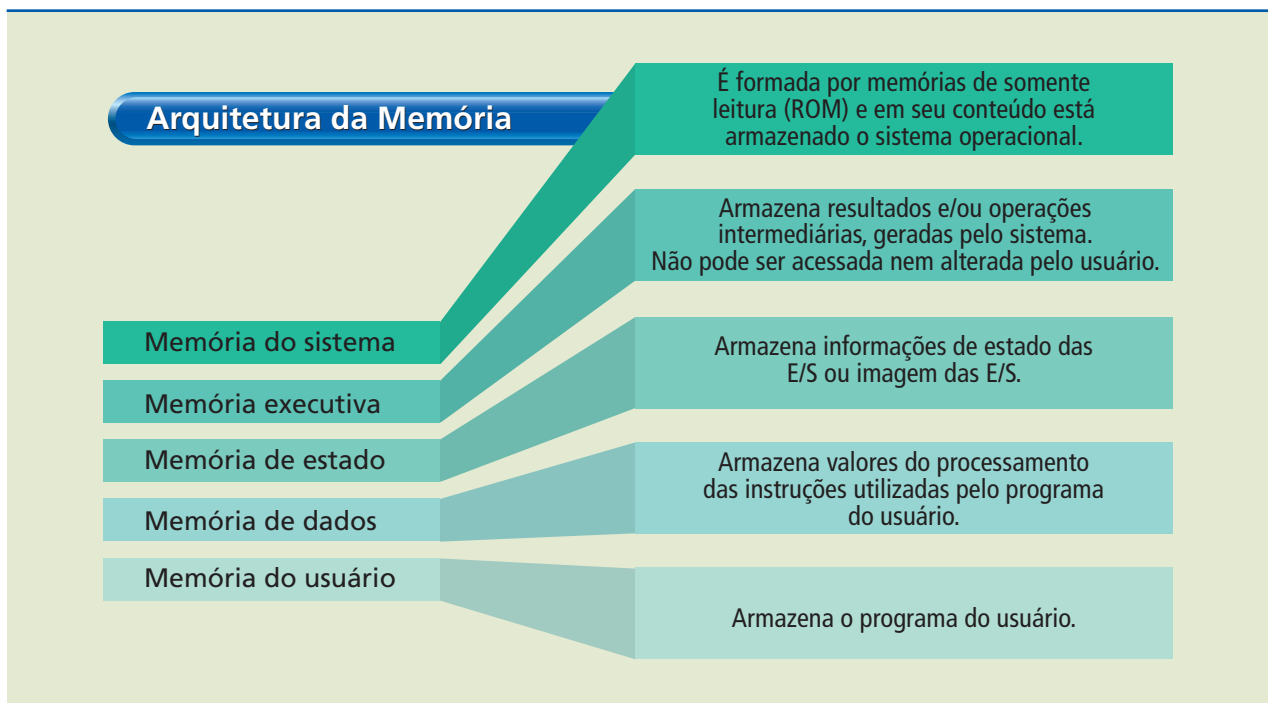 Arquitetura da Memória
É formada por memórias de somente
leitura (ROM) e em seu conteúdo está
armazenado o sistema operacional.
Armazena resultados e/ou operações
intermediárias, geradas pelo sistema.
Não pode ser acessada nem alterada pelo usuário.
Memória do sistema
Armazena informações de estado das
E/S ou imagem das E/S.
Memória executiva
Memória de estado
Armazena valores do processamento
das instruções utilizadas pelo programa
do usuário.
Memória de dados
Memória do usuário
Armazena o programa do usuário.